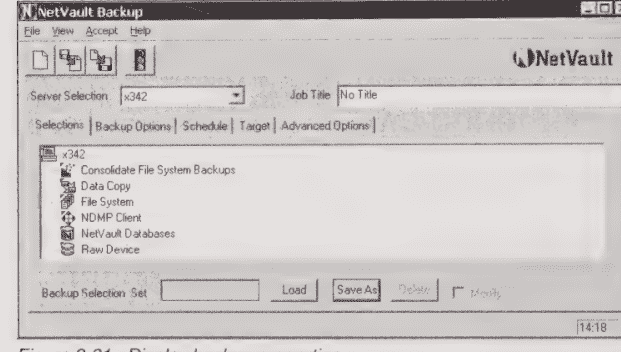 NetVault Backup
File View Accept Help
NetVault
Server Selection x342 Job Title No Title
Selections Backup Options Schedule Target Advanced Options
x342
Consolidate File System Backups
Data Copy
File System
NDMP Client
NetVault Databases
Raw Device
Backup Selection Set Load Save As Delete Modify
14:18